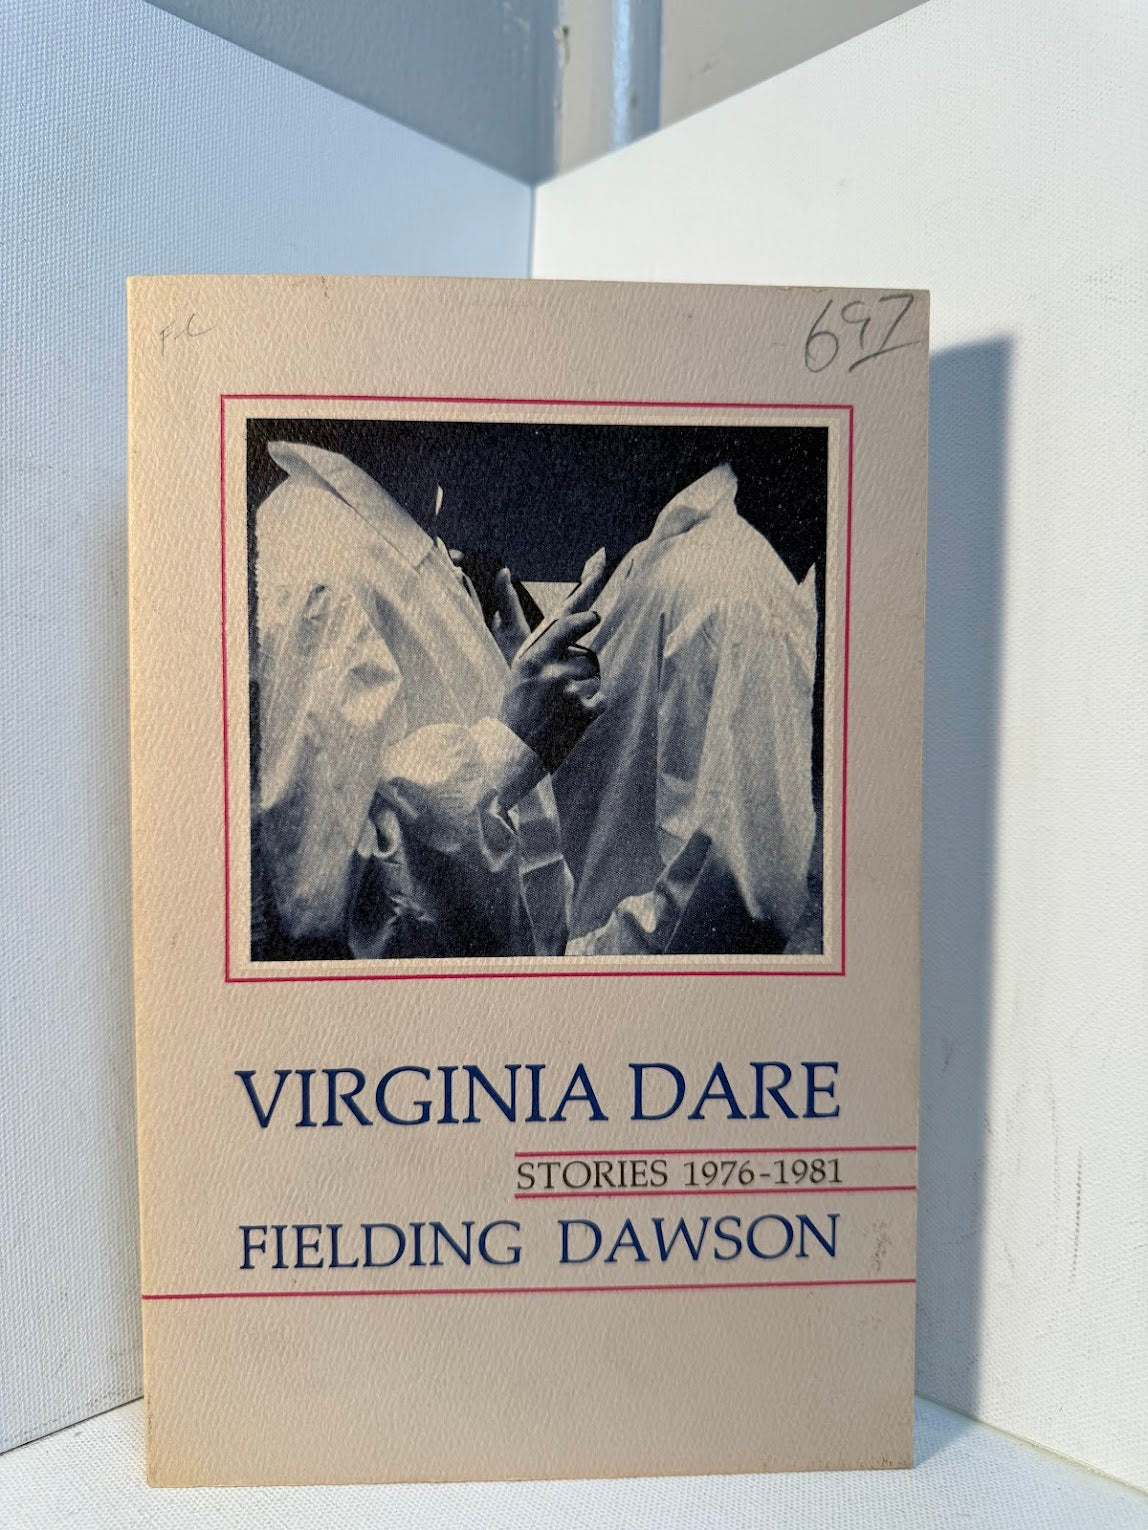 F-C
697
VIRGINIA DARE
STORIES 1976-1981
FIELDING DAWSON